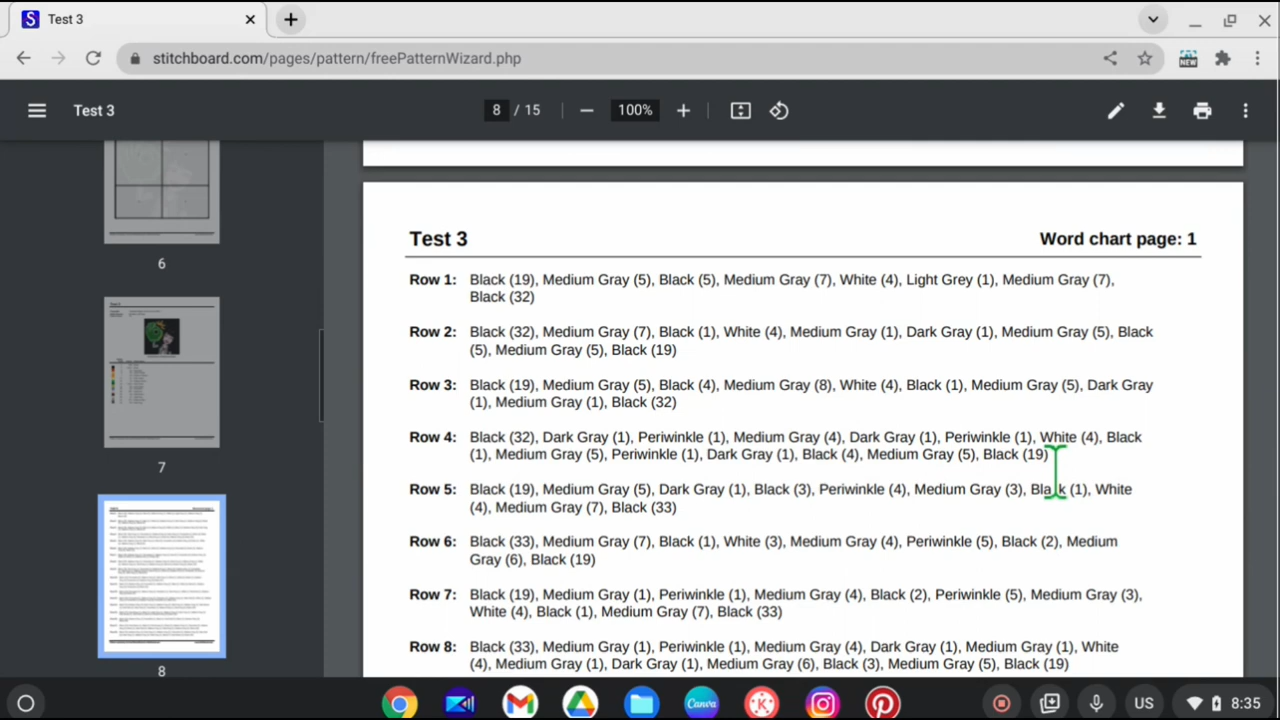 Test 3
stitchboard.com/pages/pattern/freePatternWizard.php
NEW
Test 3
8 / 15
100%
6
7
8
Test 3
Word chart page: 1
Row 1: Black (19), Medium Gray (5), Black (5), Medium Gray (7), White (4), Light Grey (1), Medium Gray (7),
Black (32)
Row 2: Black (32), Medium Gray (7), Black (1), White (4), Medium Gray (1), Dark Gray (1), Medium Gray (5), Black
(5), Medium Gray (5), Black (19)
Row 3: Black (19), Medium Gray (5), Black (4), Medium Gray (8), White (4), Black (1), Medium Gray (5), Dark Gray
(1), Medium Gray (1), Black (32)
Row 4: Black (32), Dark Gray (1), Periwinkle (1), Medium Gray (4), Dark Gray (1), Periwinkle (1), White (4), Black
(1), Medium Gray (5), Periwinkle (1), Dark Gray (1), Black (4), Medium Gray (5), Black (19)
Row 5: Black (19), Medium Gray (5), Dark Gray (1), Black (3), Periwinkle (4), Medium Gray (3), Black (1), White
(4), Medium Gray (7), Black (33)
Row 6: Black (33), Medium Gray (7), Black (1), White (3), Medium Gray (4), Periwinkle (5), Black (2), Medium
Gray (6), Black (19)
Row 7: Black (19), Medium Gray (1), Periwinkle (1), Medium Gray (4), Black (2), Periwinkle (5), Medium Gray (3),
White (4), Black (1), Medium Gray (7), Black (33)
Row 8: Black (33), Medium Gray (1), Periwinkle (1), Medium Gray (4), Dark Gray (1), Medium Gray (1), White
(4), Medium Gray (1), Dark Gray (1), Medium Gray (6), Black (3), Medium Gray (5), Black (19)
Canva
US
8:35